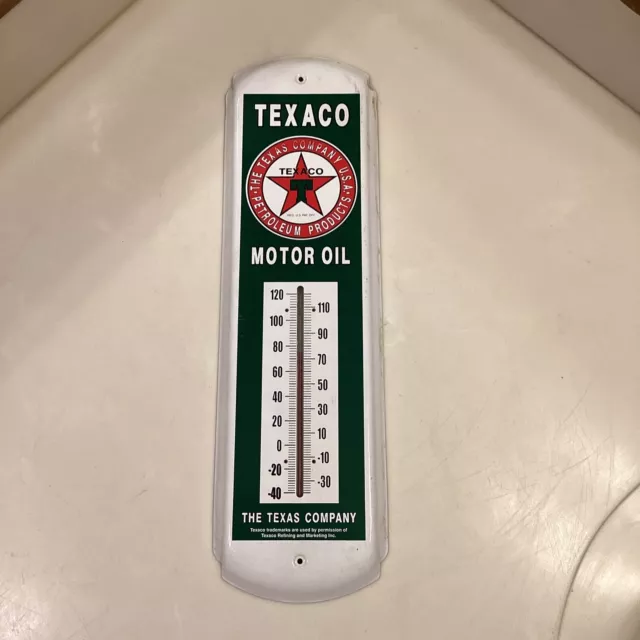 TEXACO
THE TEXAS COMPANY U.S.A.
TEXACO
T
PETROLEUM PRODUCTS
MOTOR OIL
120
110
100
90
80
70
60
50
40
30
20
10
0
-10
-20
-30
-40
THE TEXAS COMPANY
Texaco trademarks are used by permission of
Texaco Refining and Marketing Inc.